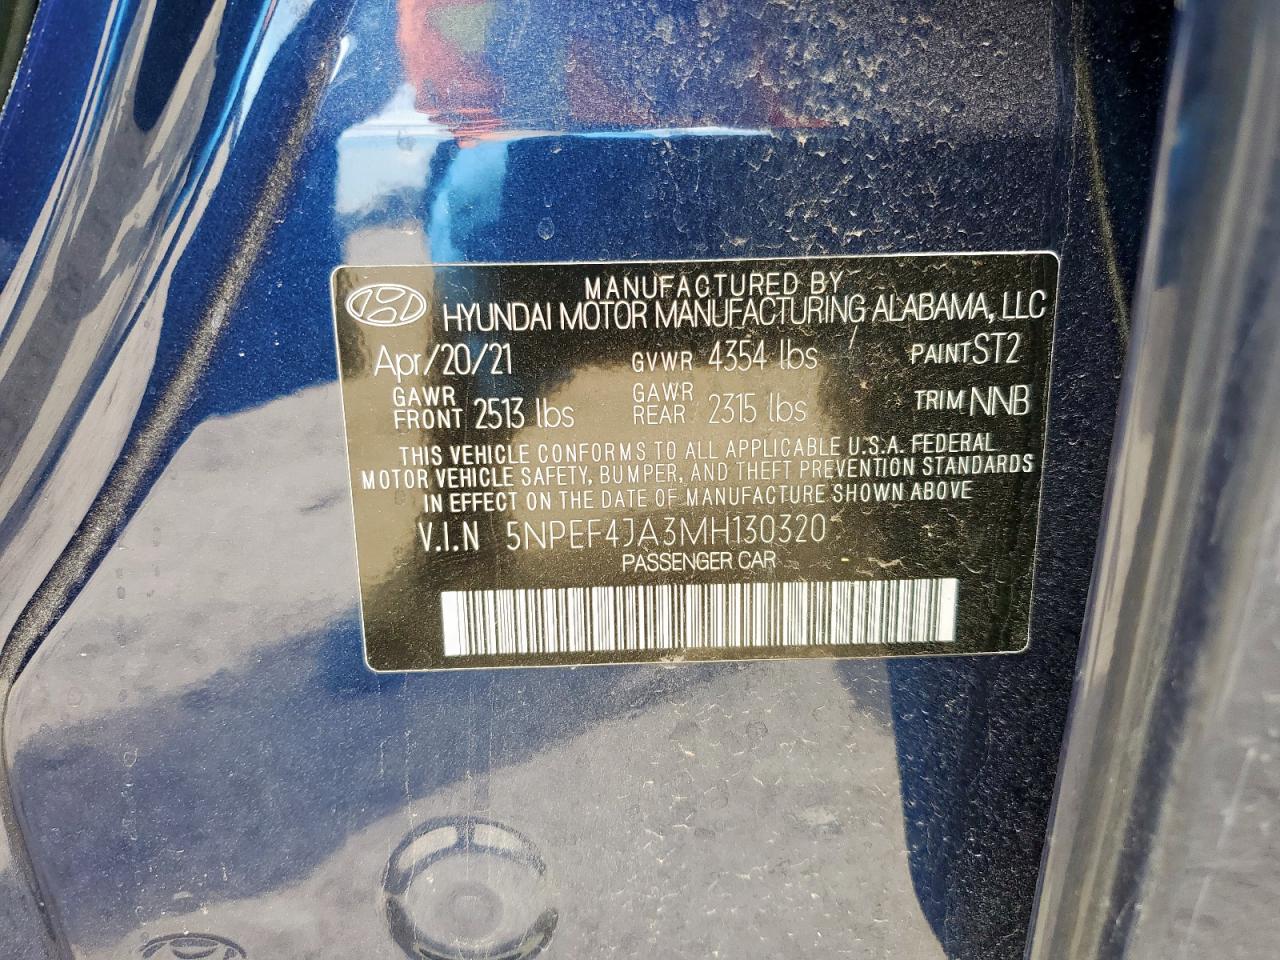 MANUFACTURED BY
HYUNDAI MOTOR MANUFACTURING ALABAMA, LLC
Apr/20/21 GVWR 4354 lbs PAINT ST2
GAWR FRONT 2513 lbs GAWR REAR 2315 lbs TRIM NNB
THIS VEHICLE CONFORMS TO ALL APPLICABLE U.S.A. FEDERAL
MOTOR VEHICLE SAFETY, BUMPER, AND THEFT PREVENTION STANDARDS
IN EFFECT ON THE DATE OF MANUFACTURE SHOWN ABOVE
V.I.N 5NPEF4JA3MH130320
PASSENGER CAR